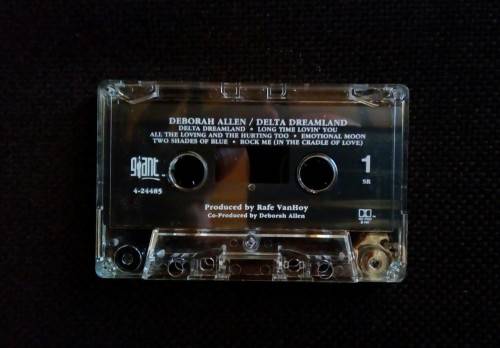 DEBORAH ALLEN / DELTA DREAMLAND
DELTA DREAMLAND • LONG TIME LOVIN' YOU
ALL THE LOVING AND THE HURTING TOO • EMOTIONAL MOON
TWO SHADES OF BLUE • ROCK ME (IN THE CRADLE OF LOVE)
giant
4-24485
1
SR
Produced by Rafe VanHoy
Co-Produced by Deborah Allen